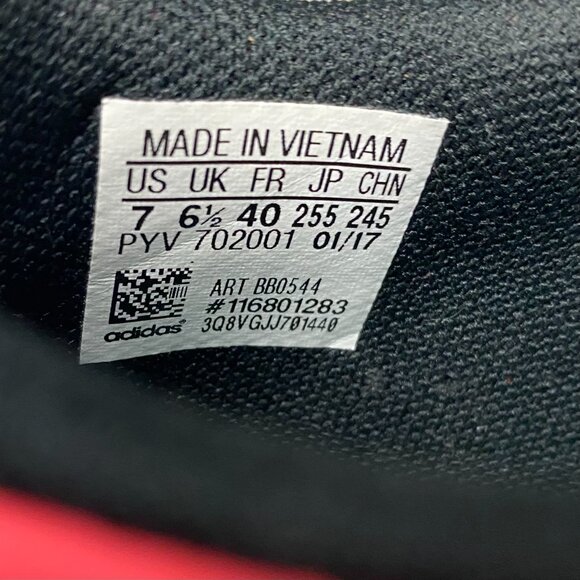 MADE IN VIETNAM
US UK FR JP CHN
7 6½ 40 255 245
PYV 702001 01/17
ART BB0544
#116801283
adidas 3Q8VGJJ701440